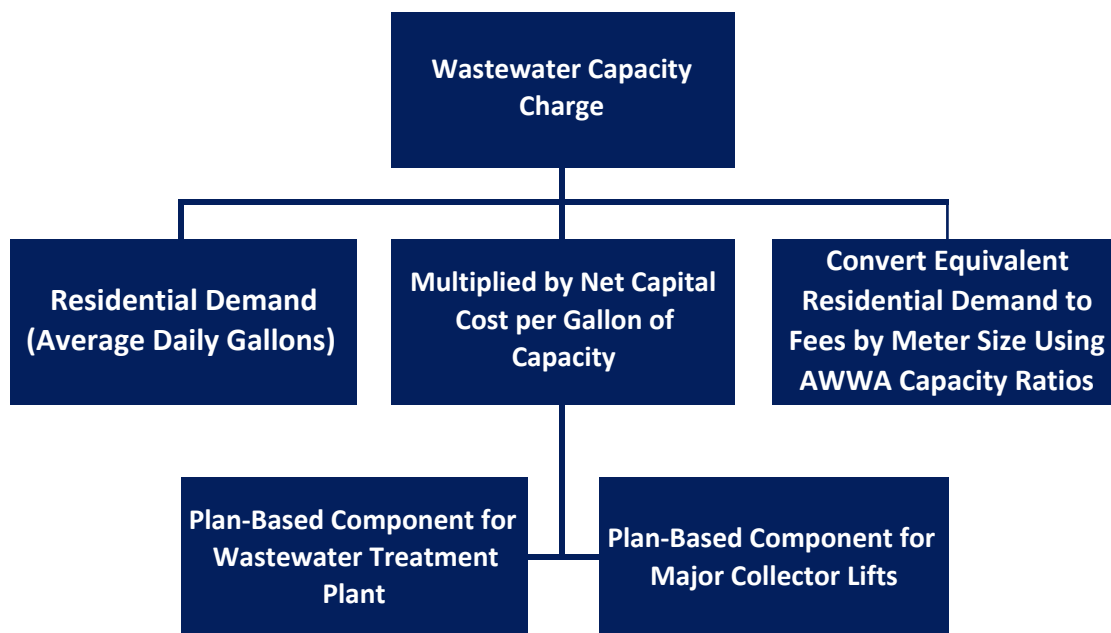 Wastewater Capacity
Charge
Residential Demand
(Average Daily Gallons)
Multiplied by Net Capital
Cost per Gallon of
Capacity
Convert Equivalent
Residential Demand to
Fees by Meter Size Using
AWWA Capacity Ratios
Plan-Based Component for
Wastewater Treatment
Plant
Plan-Based Component for
Major Collector Lifts